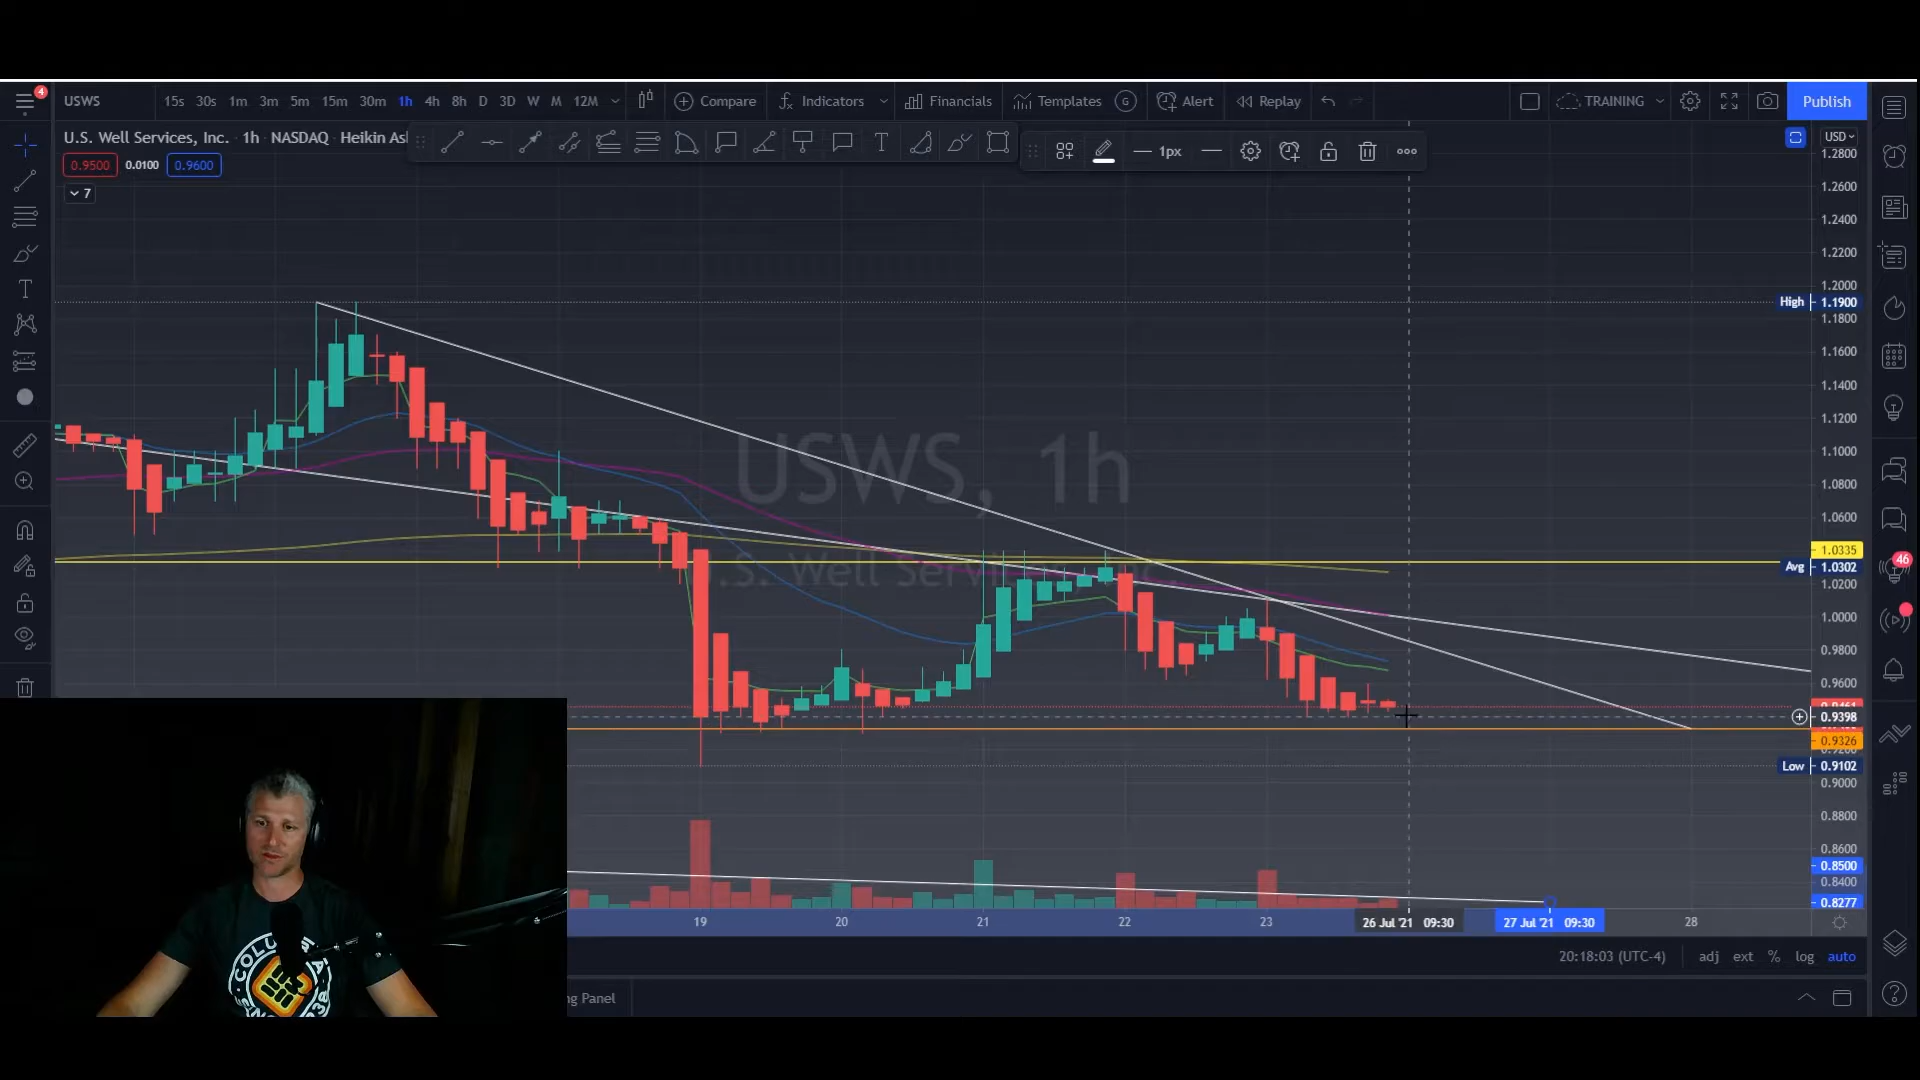 4
USWS 15s 30s 1m 3m 5m 15m 30m 1h 4h 8h D 3D W M 12M Compare Indicators Financials Templates G Alert Replay TRAINING Publish
U.S. Well Services, Inc. · 1h · NASDAQ · Heikin As
T 1px
USD
0.9500 0.0100 0.9600
7
1.2800
1.2600
1.2400
1.2200
1.2000
High 1.1900
1.1800
1.1600
1.1400
1.1200
1.1000
1.0800
1.0600
1.0335
Avg 1.0302
1.0200
1.0000
0.9800
0.9600
0.9398
0.9326
Low 0.9102
0.9000
0.8800
0.8600
0.8500
0.8400
0.8277
USWS, 1h
.S. Well Services, Inc.
46
19 20 21 22 23 26 Jul '21 09:30 27 Jul '21 09:30 28
20:18:03 (UTC-4) adj ext % log auto
ng Panel